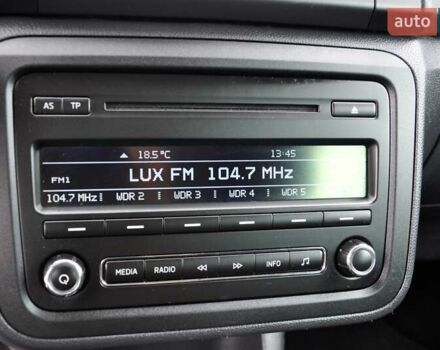 auto
AS TP
18.5 °C 13:45
FM1 LUX FM 104.7 MHz
104.7 MHz WDR 2 WDR 3 WDR 4 WDR 5
MEDIA RADIO INFO